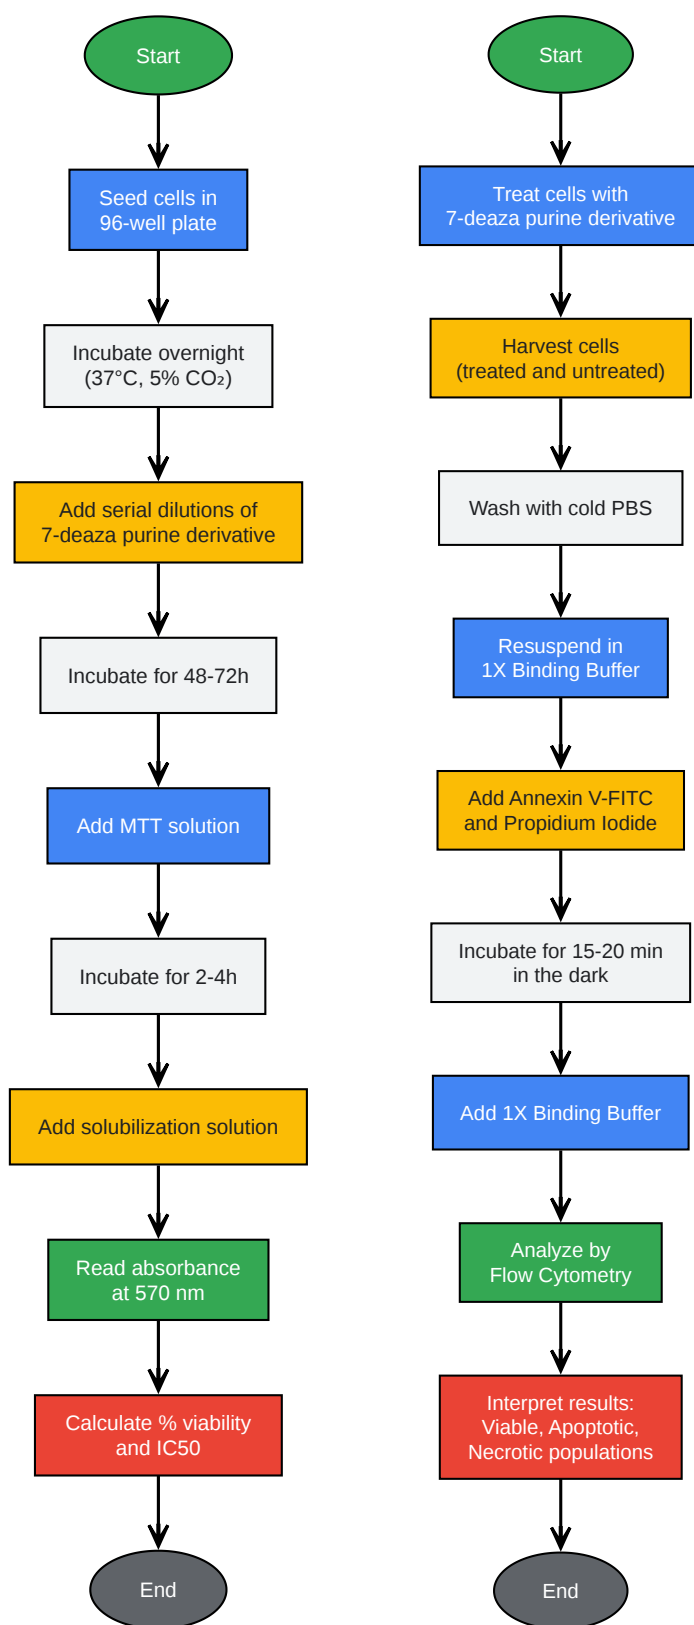 Start
Seed cells in
96-well plate
Incubate overnight
(37°C, 5% CO₂)
Add serial dilutions of
7-deaza purine derivative
Incubate for 48-72h
Add MTT solution
Incubate for 2-4h
Add solubilization solution
Read absorbance
at 570 nm
Calculate % viability
and IC50
End
Start
Treat cells with
7-deaza purine derivative
Harvest cells
(treated and untreated)
Wash with cold PBS
Resuspend in
1X Binding Buffer
Add Annexin V-FITC
and Propidium Iodide
Incubate for 15-20 min
in the dark
Add 1X Binding Buffer
Analyze by
Flow Cytometry
Interpret results:
Viable, Apoptotic,
Necrotic populations
End